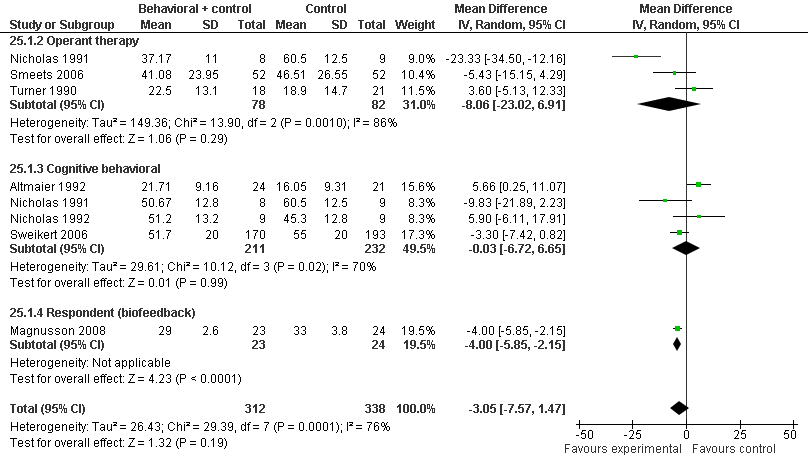 Behavioral + control Control Mean Difference Mean Difference
Study or Subgroup Mean SD Total Mean SD Total Weight IV, Random, 95% CI IV, Random, 95% CI
25.1.2 Operant therapy
Nicholas 1991 37.17 11 8 60.5 12.5 9 9.0% -23.33 [-34.50, -12.16]
Smeets 2006 41.08 23.95 52 46.51 26.55 52 10.4% -5.43 [-15.15, 4.29]
Turner 1990 22.5 13.1 18 18.9 14.7 21 11.5% 3.60 [-5.13, 12.33]
Subtotal (95% CI) 78 82 31.0% -8.06 [-23.02, 6.91]
Heterogeneity: Tau² = 149.36; Chi² = 13.90, df = 2 (P = 0.0010); I² = 86%
Test for overall effect: Z = 1.06 (P = 0.29)
25.1.3 Cognitive behavioral
Altmaier 1992 21.71 9.16 24 16.05 9.31 21 15.6% 5.66 [0.25, 11.07]
Nicholas 1991 50.67 12.8 8 60.5 12.5 9 8.3% -9.83 [-21.89, 2.23]
Nicholas 1992 51.2 13.2 9 45.3 12.8 9 8.3% 5.90 [-6.11, 17.91]
Sweikert 2006 51.7 20 170 55 20 193 17.3% -3.30 [-7.42, 0.82]
Subtotal (95% CI) 211 232 49.5% -0.03 [-6.72, 6.65]
Heterogeneity: Tau² = 29.61; Chi² = 10.12, df = 3 (P = 0.02); I² = 70%
Test for overall effect: Z = 0.01 (P = 0.99)
25.1.4 Respondent (biofeedback)
Magnusson 2008 29 2.6 23 33 3.8 24 19.5% -4.00 [-5.85, -2.15]
Subtotal (95% CI) 23 24 19.5% -4.00 [-5.85, -2.15]
Heterogeneity: Not applicable
Test for overall effect: Z = 4.23 (P < 0.0001)
Total (95% CI) 312 338 100.0% -3.05 [-7.57, 1.47]
Heterogeneity: Tau² = 26.43; Chi² = 29.39, df = 7 (P = 0.0001); I² = 76%
Test for overall effect: Z = 1.32 (P = 0.19)
-50 -25 0 25 50
Favours experimental Favours control